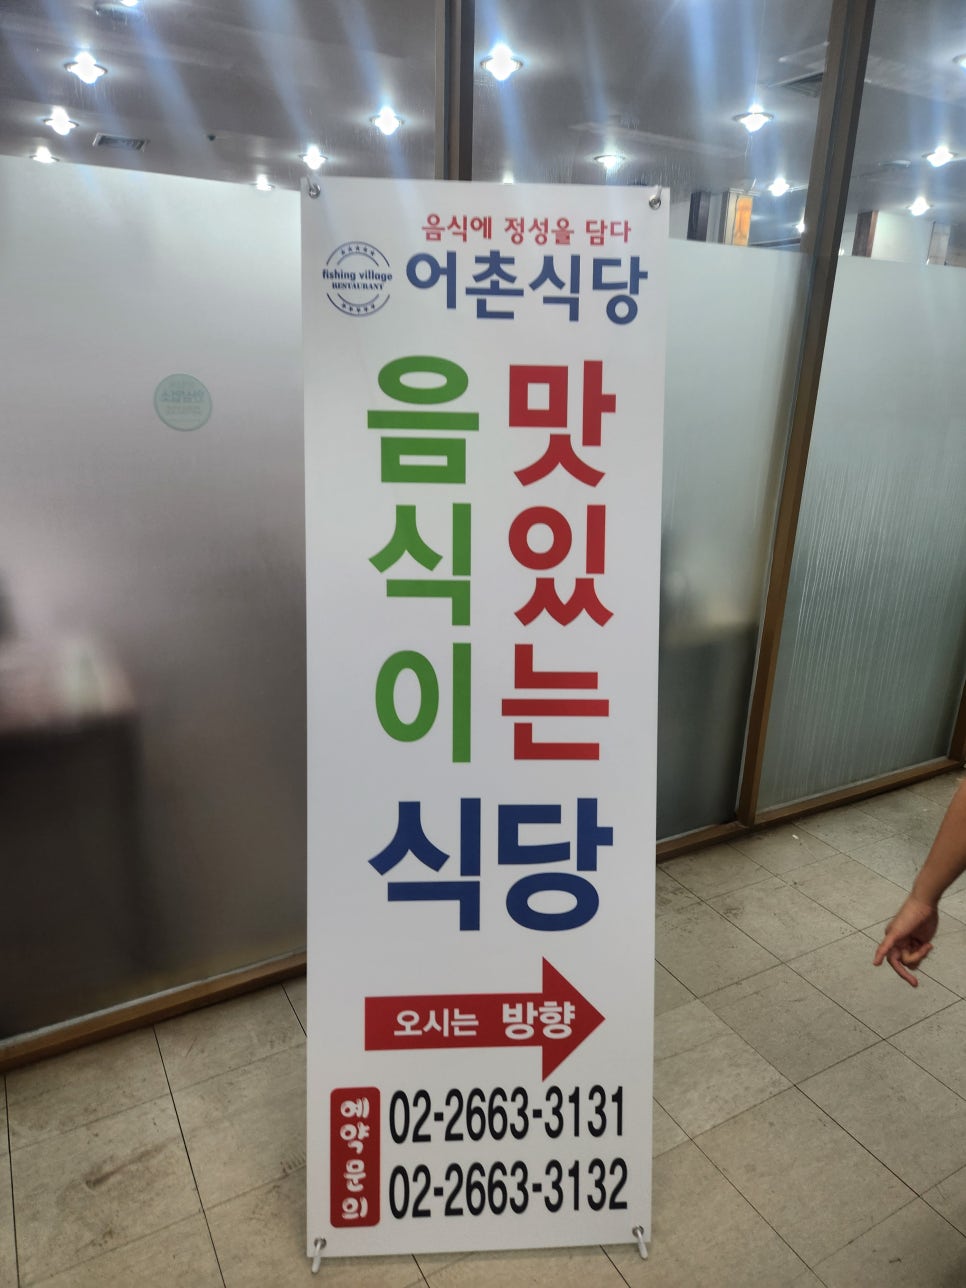 음식에 정성을 담다
fishing village
RESTAURANT
어촌식당
맛있는
음식이
식당
오시는 방향
예약문의
02-2663-3131
02-2663-3132